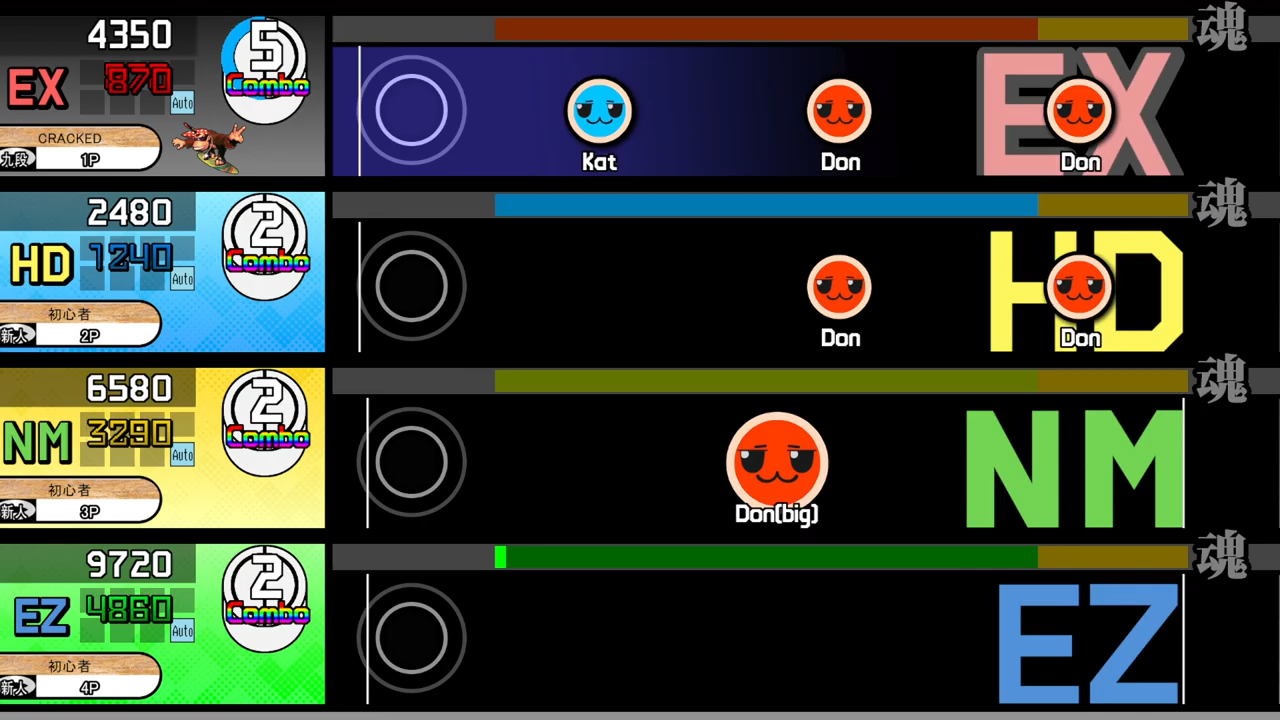 4350
魂
EX
870
5
Combo
Auto
EX
CRACKED
九段
1P
Kat
Don
Don
2480
魂
HD
1240
2
Combo
Auto
HD
初心者
新人
2P
Don
Don
6580
魂
NM
3290
2
Combo
Auto
NM
初心者
新人
3P
Don(big)
9720
魂
EZ
4860
2
Combo
Auto
EZ
初心者
新人
4P